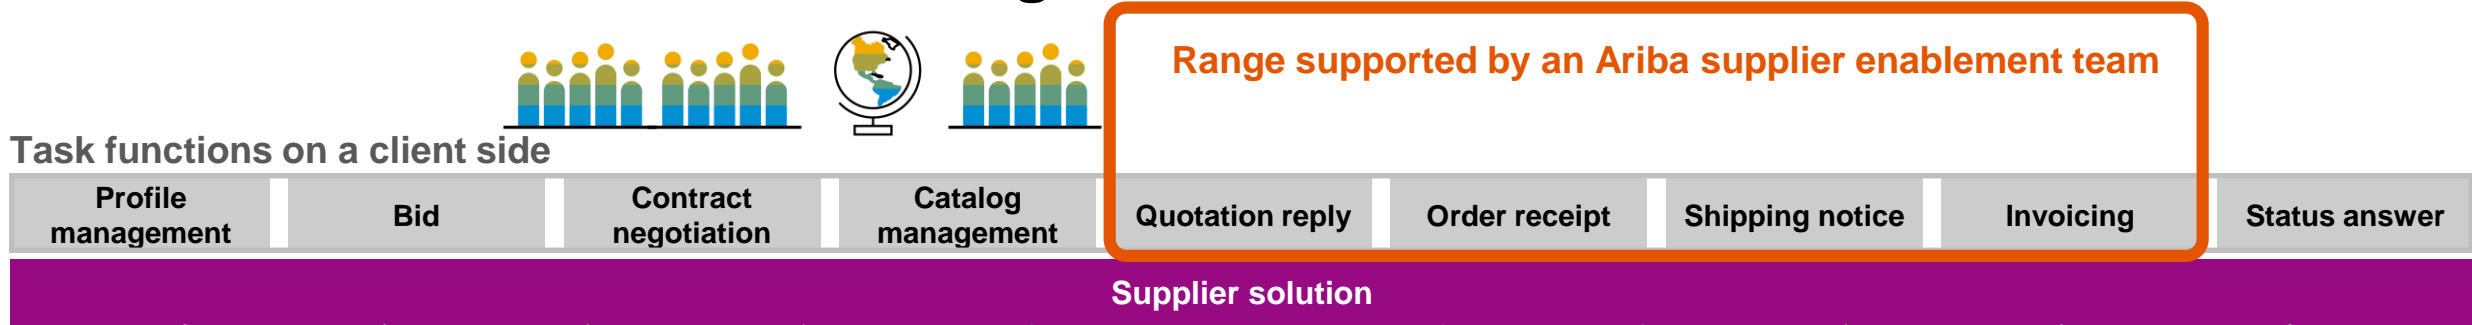 Range supported by an Ariba supplier enablement team
Task functions on a client side
Profile
management
Bid
Contract
negotiation
Catalog
management
Quotation reply
Order receipt
Shipping notice
Invoicing
Status answer
Supplier solution